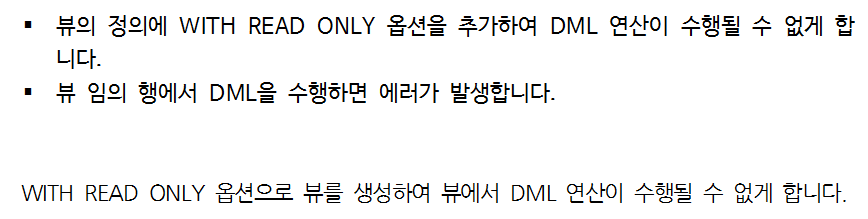 ▪ 뷰의 정의에 WITH READ ONLY 옵션을 추가하여 DML 연산이 수행될 수 없게 합
니다.
▪ 뷰 임의 행에서 DML을 수행하면 에러가 발생합니다.
WITH READ ONLY 옵션으로 뷰를 생성하여 뷰에서 DML 연산이 수행될 수 없게 합니다.